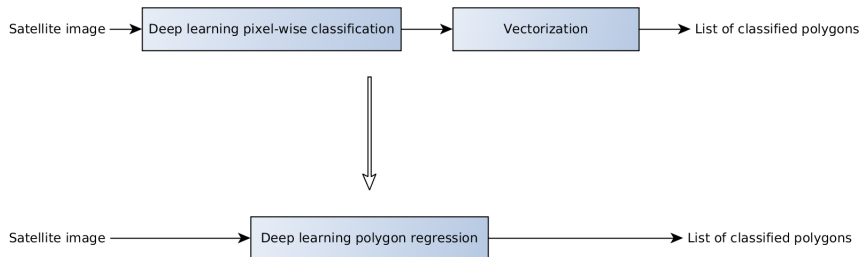 Satellite image
Deep learning pixel-wise classification
Vectorization
List of classified polygons
Satellite image
Deep learning polygon regression
List of classified polygons